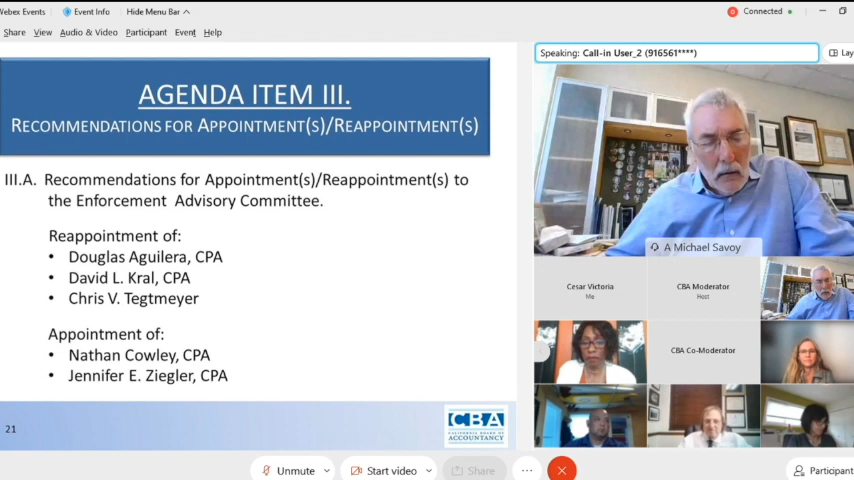 Webex Events Event Info Hide Menu Bar Connected
Share View Audio & Video Participant Event Help
Speaking: Call-in User_2 (916561****) Lay
AGENDA ITEM III.
RECOMMENDATIONS FOR APPOINTMENT(S)/REAPPOINTMENT(S)
III.A. Recommendations for Appointment(s)/Reappointment(s) to
the Enforcement Advisory Committee.
Reappointment of:
• Douglas Aguilera, CPA
• David L. Kral, CPA
• Chris V. Tegtmeyer
Appointment of:
• Nathan Cowley, CPA
• Jennifer E. Ziegler, CPA
21
CBA
CALIFORNIA BOARD OF
ACCOUNTANCY
A Michael Savoy
Cesar Victoria
Me
CBA Moderator
Host
CBA Co-Moderator
Unmute Start video Share ... Participant